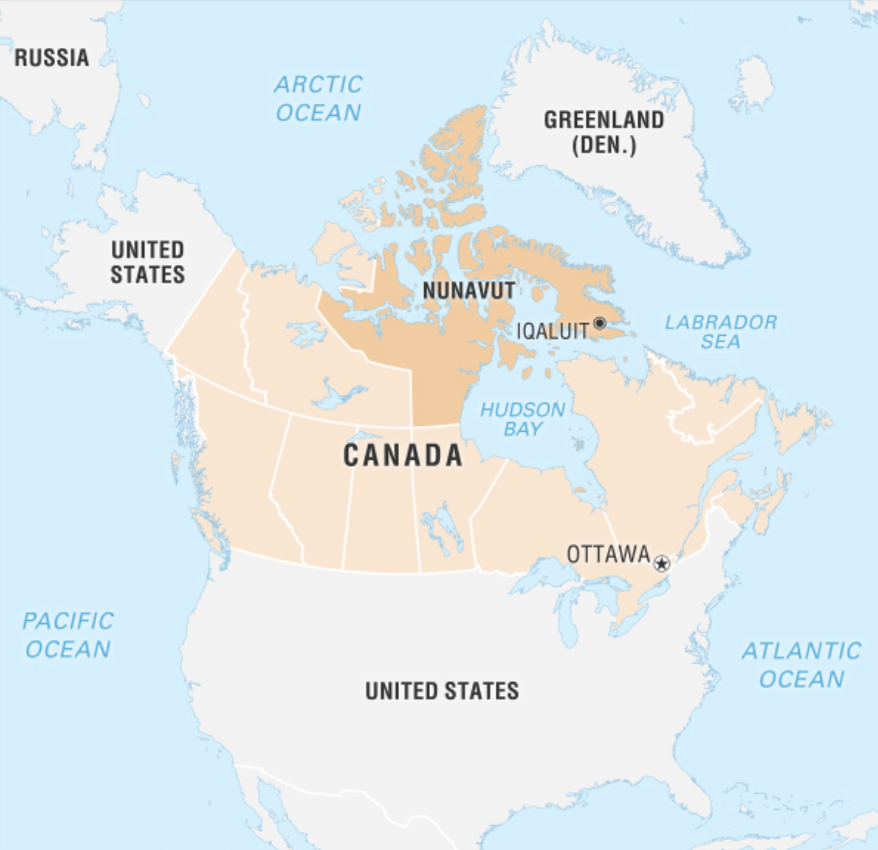 RUSSIA
ARCTIC
OCEAN
GREENLAND
(DEN.)
UNITED
STATES
NUNAVUT
IQALUIT
LABRADOR
SEA
HUDSON
BAY
CANADA
OTTAWA
PACIFIC
OCEAN
ATLANTIC
OCEAN
UNITED STATES